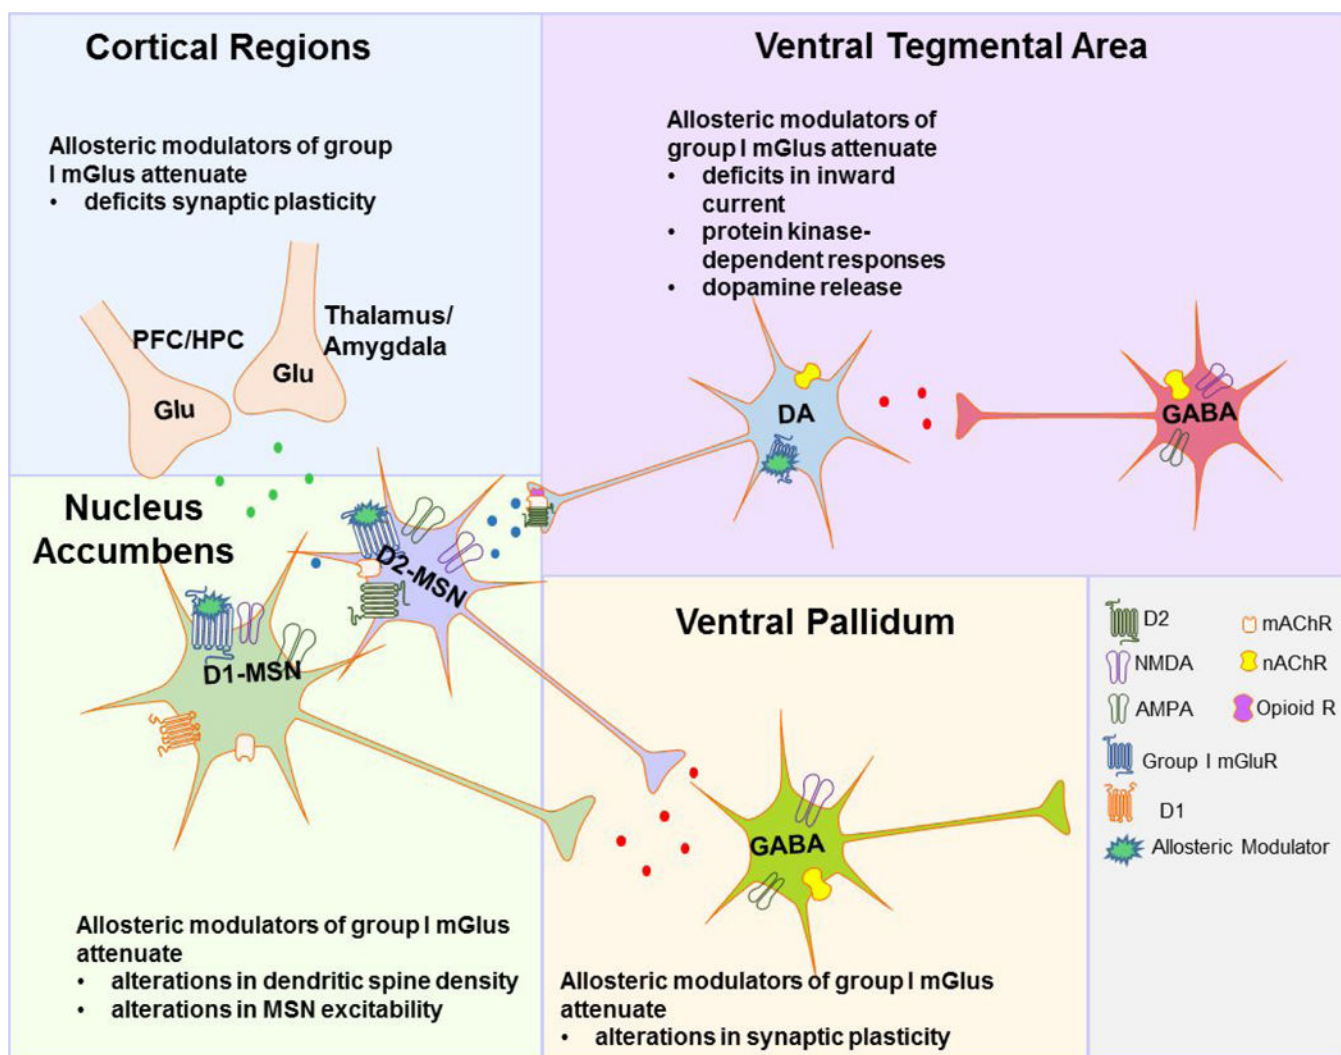 Cortical Regions
Allosteric modulators of group
I mGlus attenuate
• deficits synaptic plasticity
PFC/HPC
Thalamus/
Amygdala
Glu
Glu
Ventral Tegmental Area
Allosteric modulators of
group I mGlus attenuate
• deficits in inward
current
• protein kinase-
dependent responses
• dopamine release
DA
GABA
Nucleus
Accumbens
D2-MSN
D1-MSN
Allosteric modulators of group I mGlus
attenuate
• alterations in dendritic spine density
• alterations in MSN excitability
Ventral Pallidum
GABA
Allosteric modulators of group I mGlus
attenuate
• alterations in synaptic plasticity
D2
mAChR
NMDA
nAChR
AMPA
Opioid R
Group I mGluR
D1
Allosteric Modulator